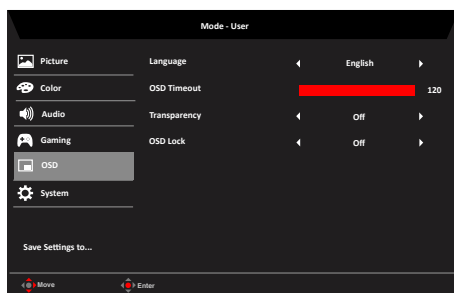 Mode - User
Picture
Language English
Color
OSD Timeout 120
Audio
Transparency Off
Gaming
OSD Lock Off
OSD
System
Save Settings to...
Move Enter